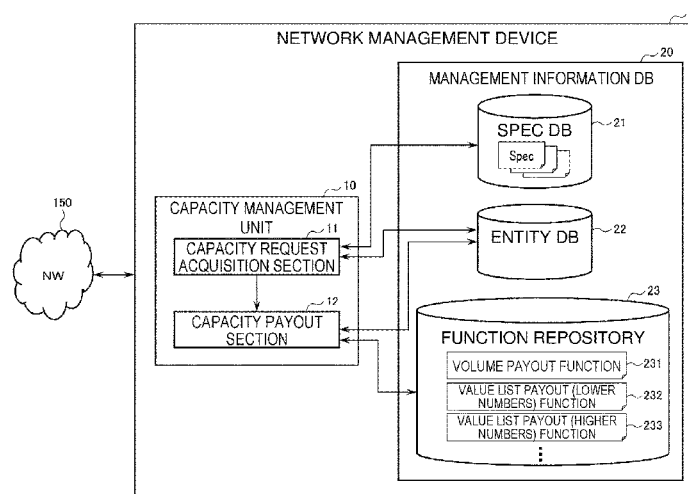 NETWORK MANAGEMENT DEVICE
20
MANAGEMENT INFORMATION DB
SPEC DB
21
Spec
10
CAPACITY MANAGEMENT
UNIT
11
CAPACITY REQUEST
ACQUISITION SECTION
ENTITY DB
22
150
NW
12
CAPACITY PAYOUT
SECTION
23
FUNCTION REPOSITORY
VOLUME PAYOUT FUNCTION
231
VALUE LIST PAYOUT (LOWER
NUMBERS) FUNCTION
232
VALUE LIST PAYOUT (HIGHER
NUMBERS) FUNCTION
233